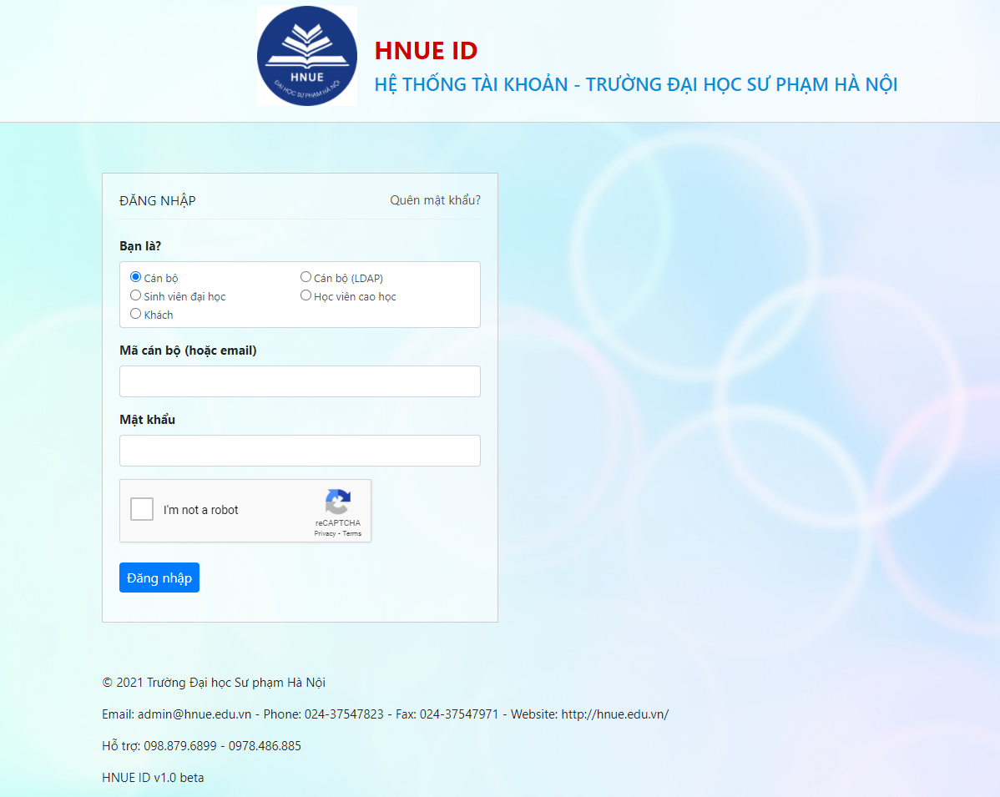 HNUE
ĐẠI HỌC SƯ PHẠM HÀ NỘI
HNUE ID
HỆ THỐNG TÀI KHOẢN - TRƯỜNG ĐẠI HỌC SƯ PHẠM HÀ NỘI
ĐĂNG NHẬP
Quên mật khẩu?
Bạn là?
Cán bộ
Cán bộ (LDAP)
Sinh viên đại học
Học viên cao học
Khách
Mã cán bộ (hoặc email)
Mật khẩu
I'm not a robot
reCAPTCHA
Privacy - Terms
Đăng nhập
© 2021 Trường Đại học Sư phạm Hà Nội
Email: admin@hnue.edu.vn - Phone: 024-37547823 - Fax: 024-37547971 - Website: http://hnue.edu.vn/
Hỗ trợ: 098.879.6899 - 0978.486.885
HNUE ID v1.0 beta